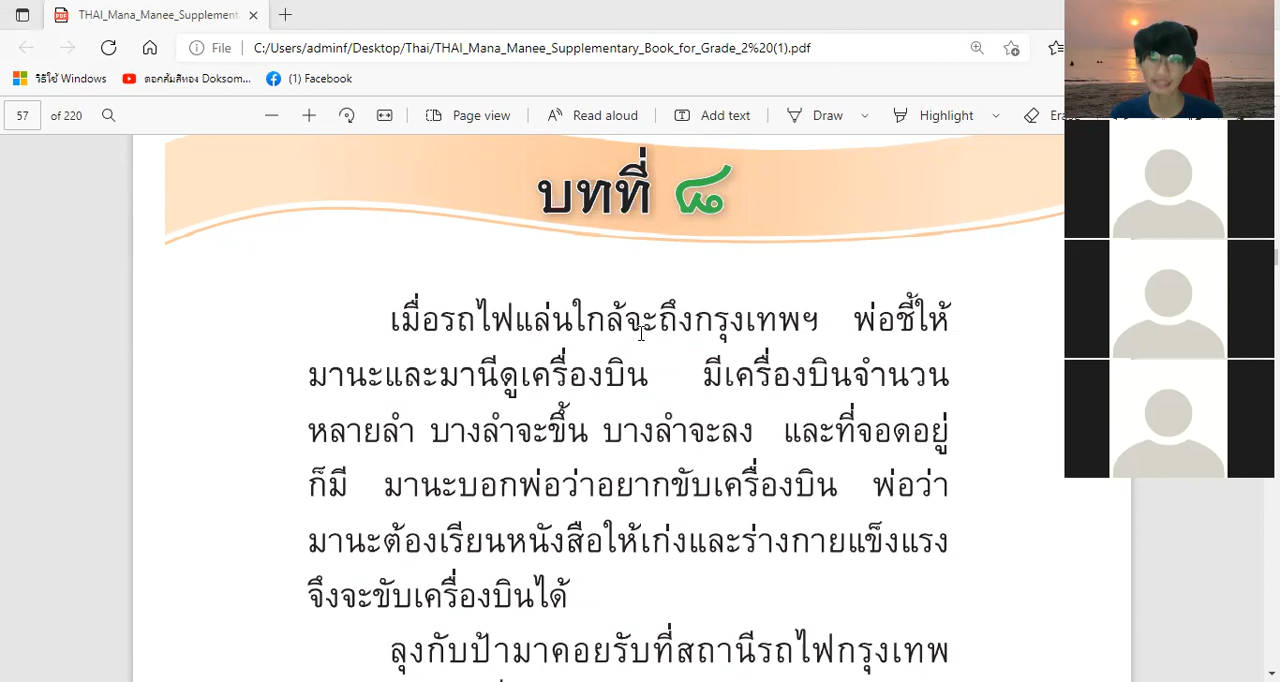 THAI_Mana_Manee_Supplement
File C:/Users/adminf/Desktop/Thai/THAI_Mana_Manee_Supplementary_Book_for_Grade_2%20(1).pdf
วิธีใช้ Windows ดอกส้มสีทอง Doksom... (1) Facebook
57 of 220 Page view Read aloud Add text Draw Highlight
บทที่ ๘
เมื่อรถไฟแล่นใกล้จะถึงกรุงเทพฯ พ่อชี้ให้
มานะและมานีดูเครื่องบิน มีเครื่องบินจำนวน
หลายลำ บางลำจะขึ้น บางลำจะลง และที่จอดอยู่
ก็มี มานะบอกพ่อว่าอยากขับเครื่องบิน พ่อว่า
มานะต้องเรียนหนังสือให้เก่งและร่างกายแข็งแรง
จึงจะขับเครื่องบินได้
ลุงกับป้ามาคอยรับที่สถานีรถไฟกรุงเทพ